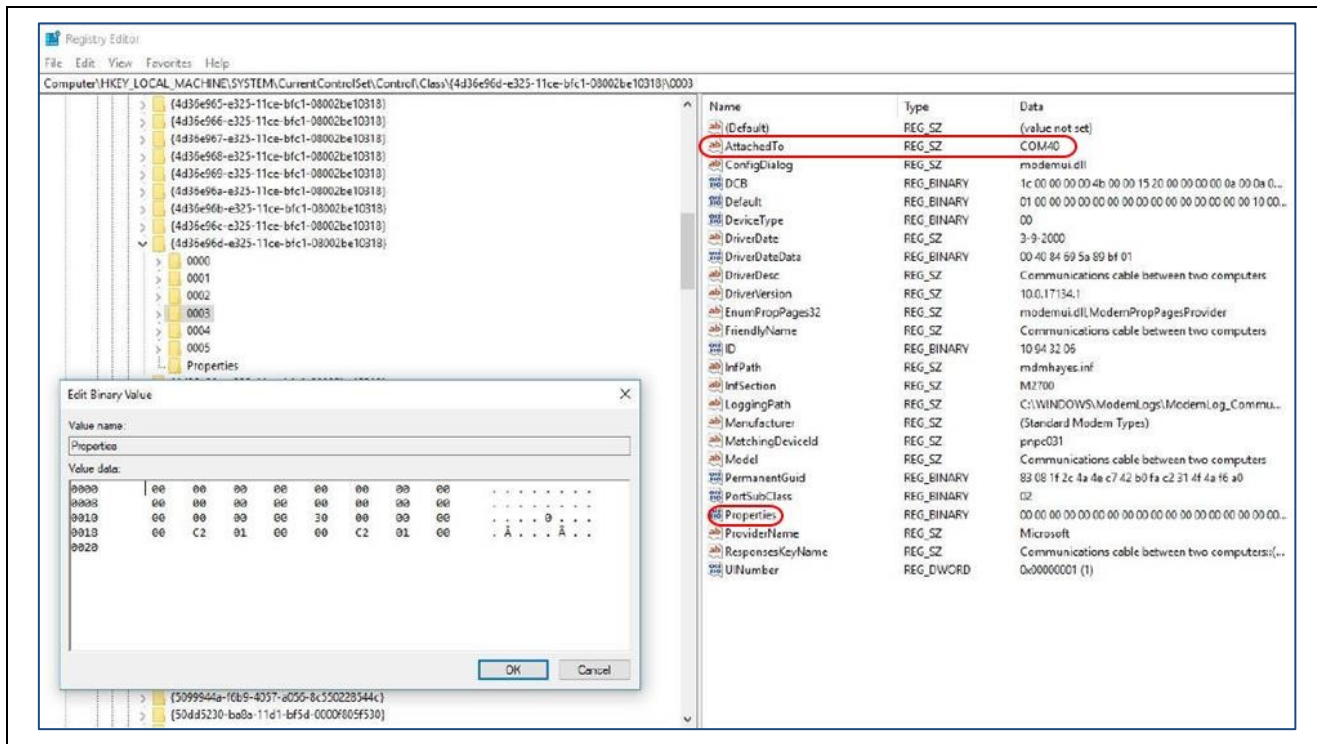 Registry Editor
File Edit View Favorites Help
Computer\HKEY_LOCAL_MACHINE\SYSTEM\CurrentControlSet\Control\Class\{4d36e96d-e325-11ce-bfc1-08002be10318}\0003
{4d36e965-e325-11ce-bfc1-08002be10318}
{4d36e966-e325-11ce-bfc1-08002be10318}
{4d36e967-e325-11ce-bfc1-08002be10318}
{4d36e968-e325-11ce-bfc1-08002be10318}
{4d36e969-e325-11ce-bfc1-08002be10318}
{4d36e96a-e325-11ce-bfc1-08002be10318}
{4d36e96b-e325-11ce-bfc1-08002be10318}
{4d36e96c-e325-11ce-bfc1-08002be10318}
{4d36e96d-e325-11ce-bfc1-08002be10318}
0000
0001
0002
0003
0004
0005
Properties
Edit Binary Value
Value name:
Properties
Value data:
0000 00 00 00 00 00 00 00 00 . . . . . . . .
0008 00 00 00 00 00 00 00 00 . . . . . . . .
0010 00 00 00 00 30 00 00 00 . . . . 0 . . .
0018 00 C2 01 00 00 C2 01 00 . Â . . . Â . .
0020
OK Cancel
{5099944a-f6b9-4057-a056-8c550228544c}
{50dd5230-ba8a-11d1-bf5d-0000f805f530}
Name Type Data
(Default) REG_SZ (value not set)
AttachedTo REG_SZ COM40
ConfigDialog REG_SZ modemui.dll
DCB REG_BINARY 1c 00 00 00 00 4b 00 00 15 20 00 00 00 00 0a 00 0a 0...
Default REG_BINARY 01 00 00 00 00 00 00 00 00 00 00 00 00 00 00 10 00...
DeviceType REG_BINARY 00
DriverDate REG_SZ 3-9-2000
DriverDateData REG_BINARY 00 40 84 69 5a 89 bf 01
DriverDesc REG_SZ Communications cable between two computers
DriverVersion REG_SZ 10.0.17134.1
EnumPropPages32 REG_SZ modemui.dll,ModemPropPagesProvider
FriendlyName REG_SZ Communications cable between two computers
ID REG_BINARY 10 94 32 06
InfPath REG_SZ mdmhayes.inf
InfSection REG_SZ M2700
LoggingPath REG_SZ C:\WINDOWS\ModemLogs\ModemLog_Commu...
Manufacturer REG_SZ (Standard Modem Types)
MatchingDeviceId REG_SZ pnpc031
Model REG_SZ Communications cable between two computers
PermanentGuid REG_BINARY 83 08 1f 2c 4a 4e c7 42 b0 fa c2 31 4f 4a f6 a0
PortSubClass REG_BINARY 02
Properties REG_BINARY 00 00 00 00 00 00 00 00 00 00 00 00 00 00 00 00 00...
ProviderName REG_SZ Microsoft
ResponsesKeyName REG_SZ Communications cable between two computers::(...
UINumber REG_DWORD 0x00000001 (1)